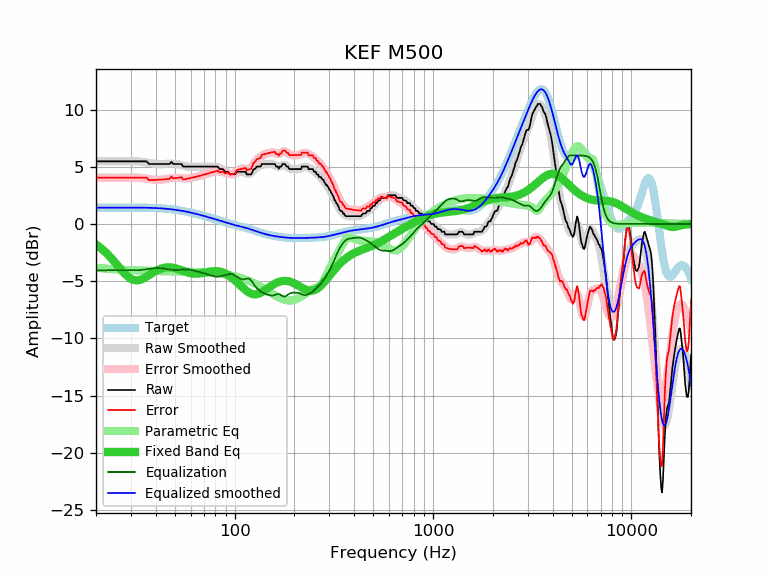 KEF M500
Amplitude (dBr)
10
5
0
−5
−10
−15
−20
−25
Target
Raw Smoothed
Error Smoothed
Raw
Error
Parametric Eq
Fixed Band Eq
Equalization
Equalized smoothed
100 1000 10000
Frequency (Hz)